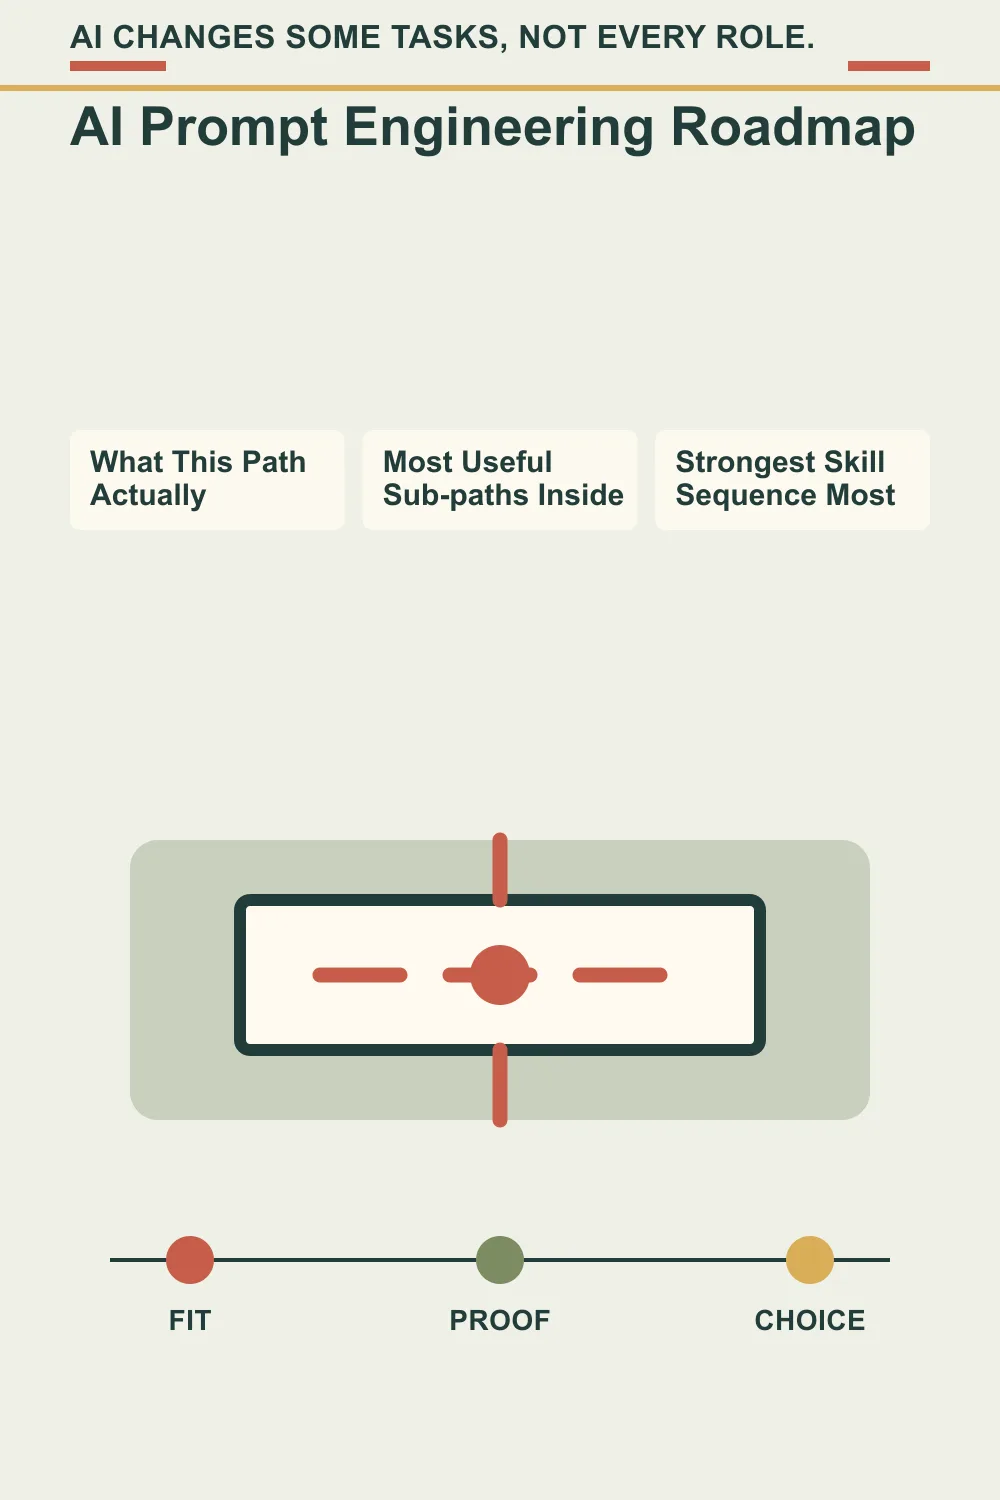 AI CHANGES SOME TASKS, NOT EVERY ROLE.
AI Prompt Engineering Roadmap
What This Path
Actually
Most Useful
Sub-paths Inside
Strongest Skill
Sequence Most
FIT
PROOF
CHOICE